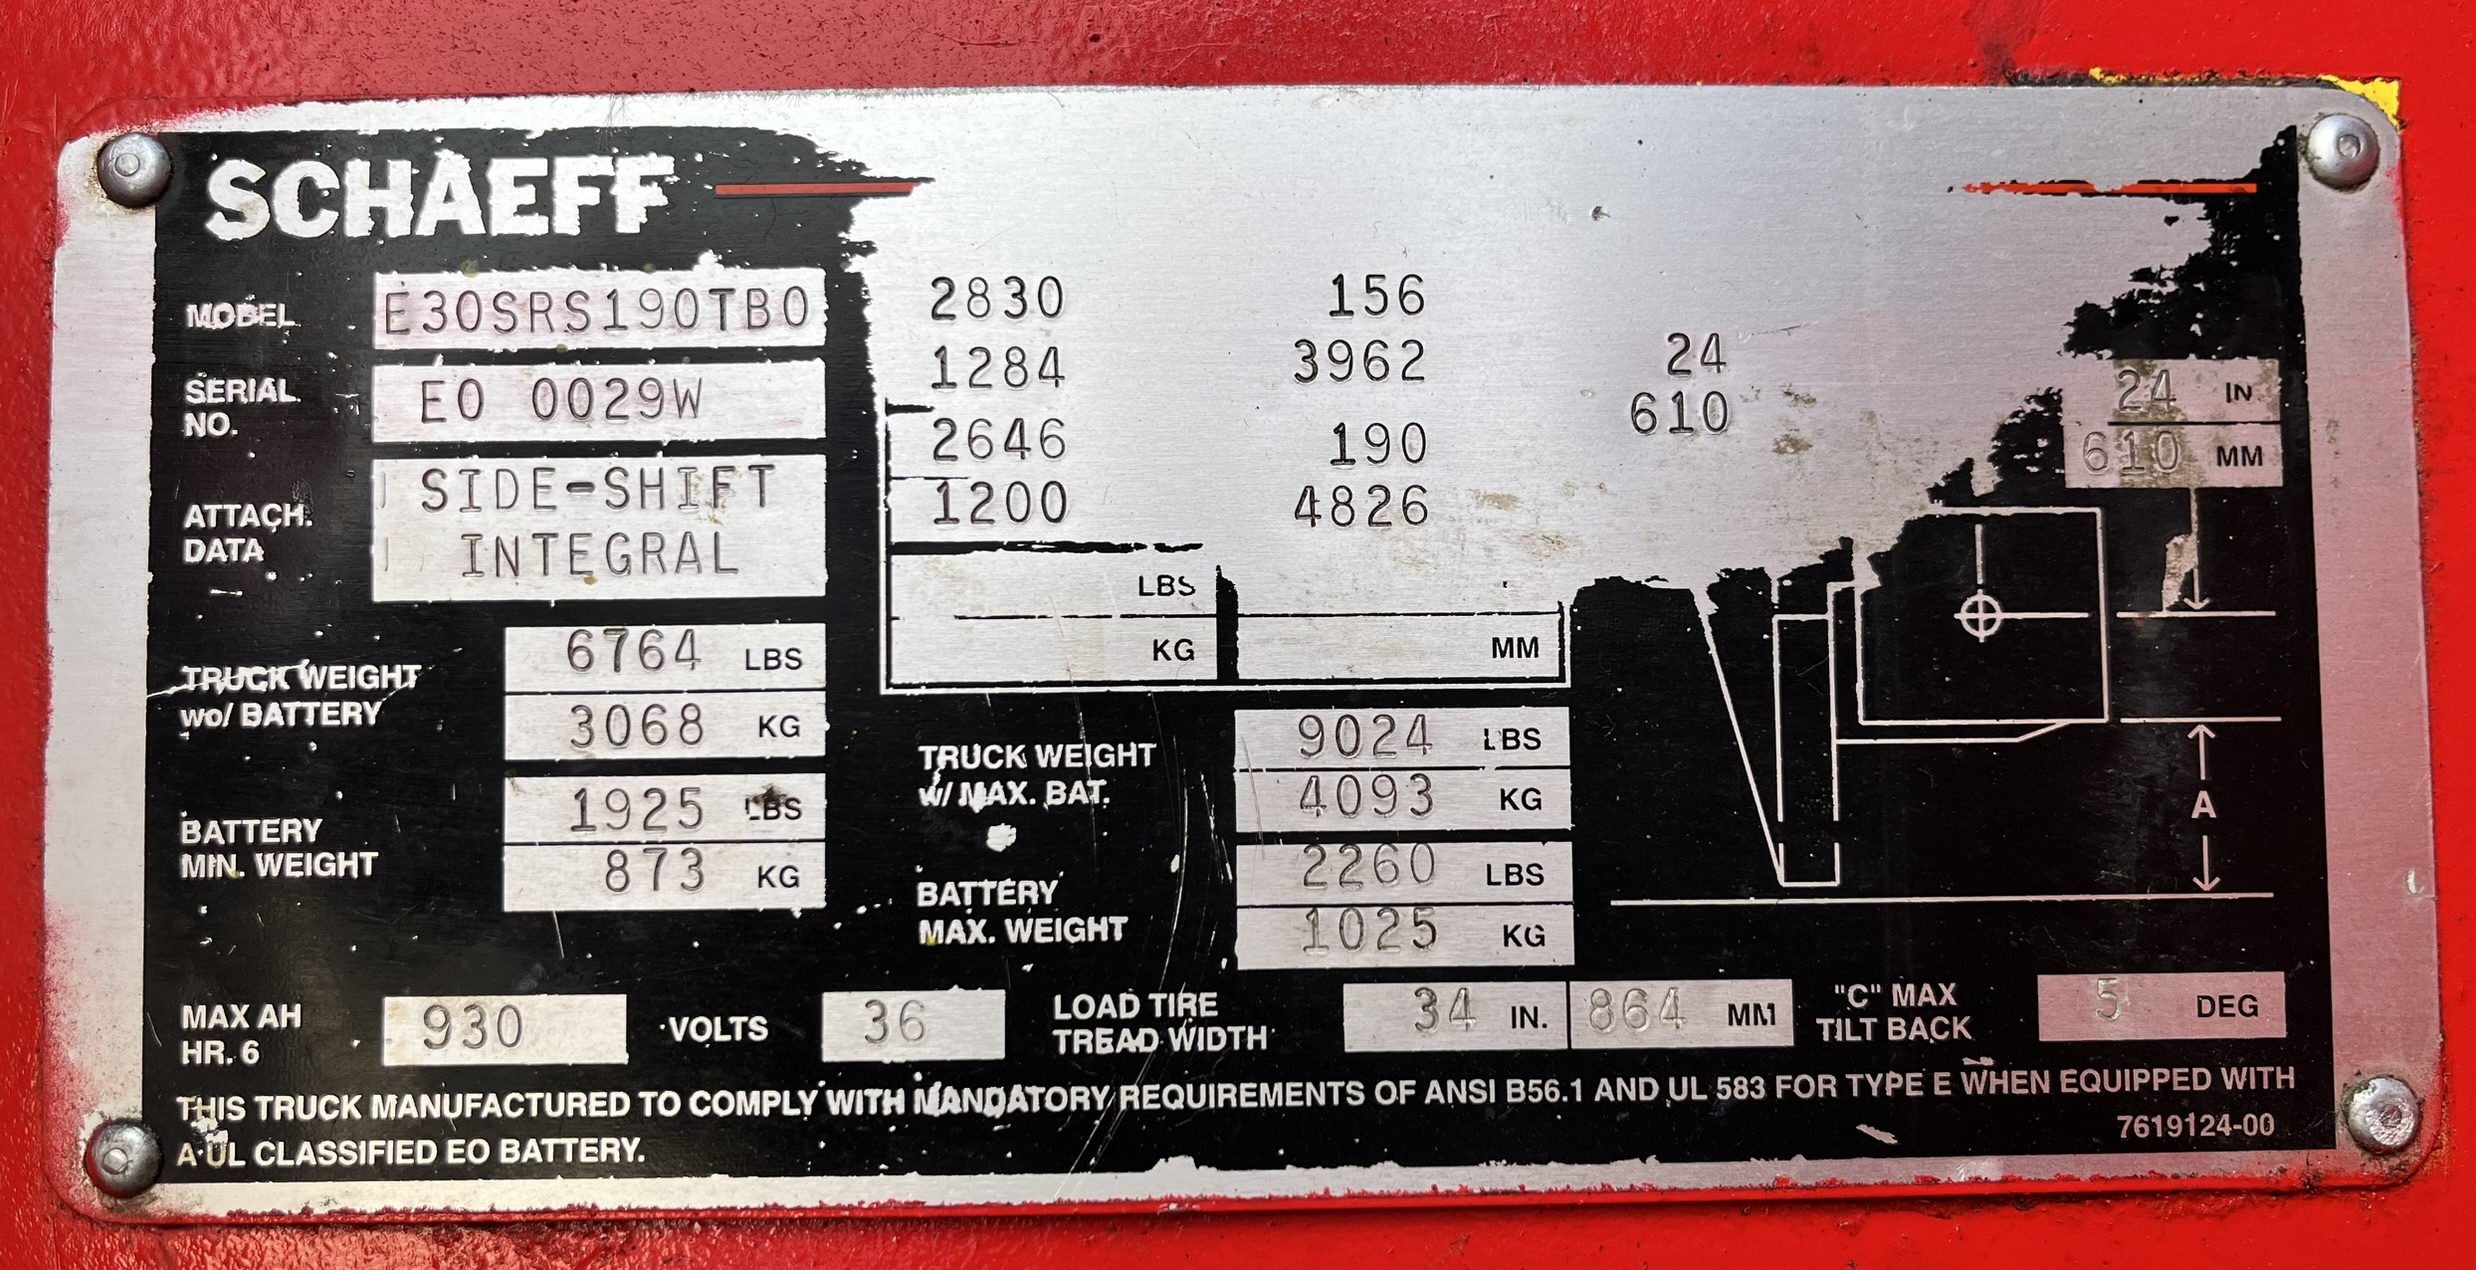 SCHAEFF
MODEL E30SRS190TB0
SERIAL NO. E0 0029W
ATTACH. DATA SIDE-SHIFT INTEGRAL
2830 156
1284 3962 24
2646 190 610
1200 4826
LBS
KG MM
24 IN
610 MM
A
TRUCK WEIGHT wo/ BATTERY 6764 LBS
3068 KG
BATTERY MIN. WEIGHT 1925 LBS
873 KG
TRUCK WEIGHT w/ MAX. BAT. 9024 LBS
4093 KG
BATTERY MAX. WEIGHT 2260 LBS
1025 KG
MAX AH HR. 6 930 VOLTS 36 LOAD TIRE TREAD WIDTH 34 IN. 864 MM "C" MAX TILT BACK 5 DEG
THIS TRUCK MANUFACTURED TO COMPLY WITH MANDATORY REQUIREMENTS OF ANSI B56.1 AND UL 583 FOR TYPE E WHEN EQUIPPED WITH
A UL CLASSIFIED EO BATTERY.
7619124-00